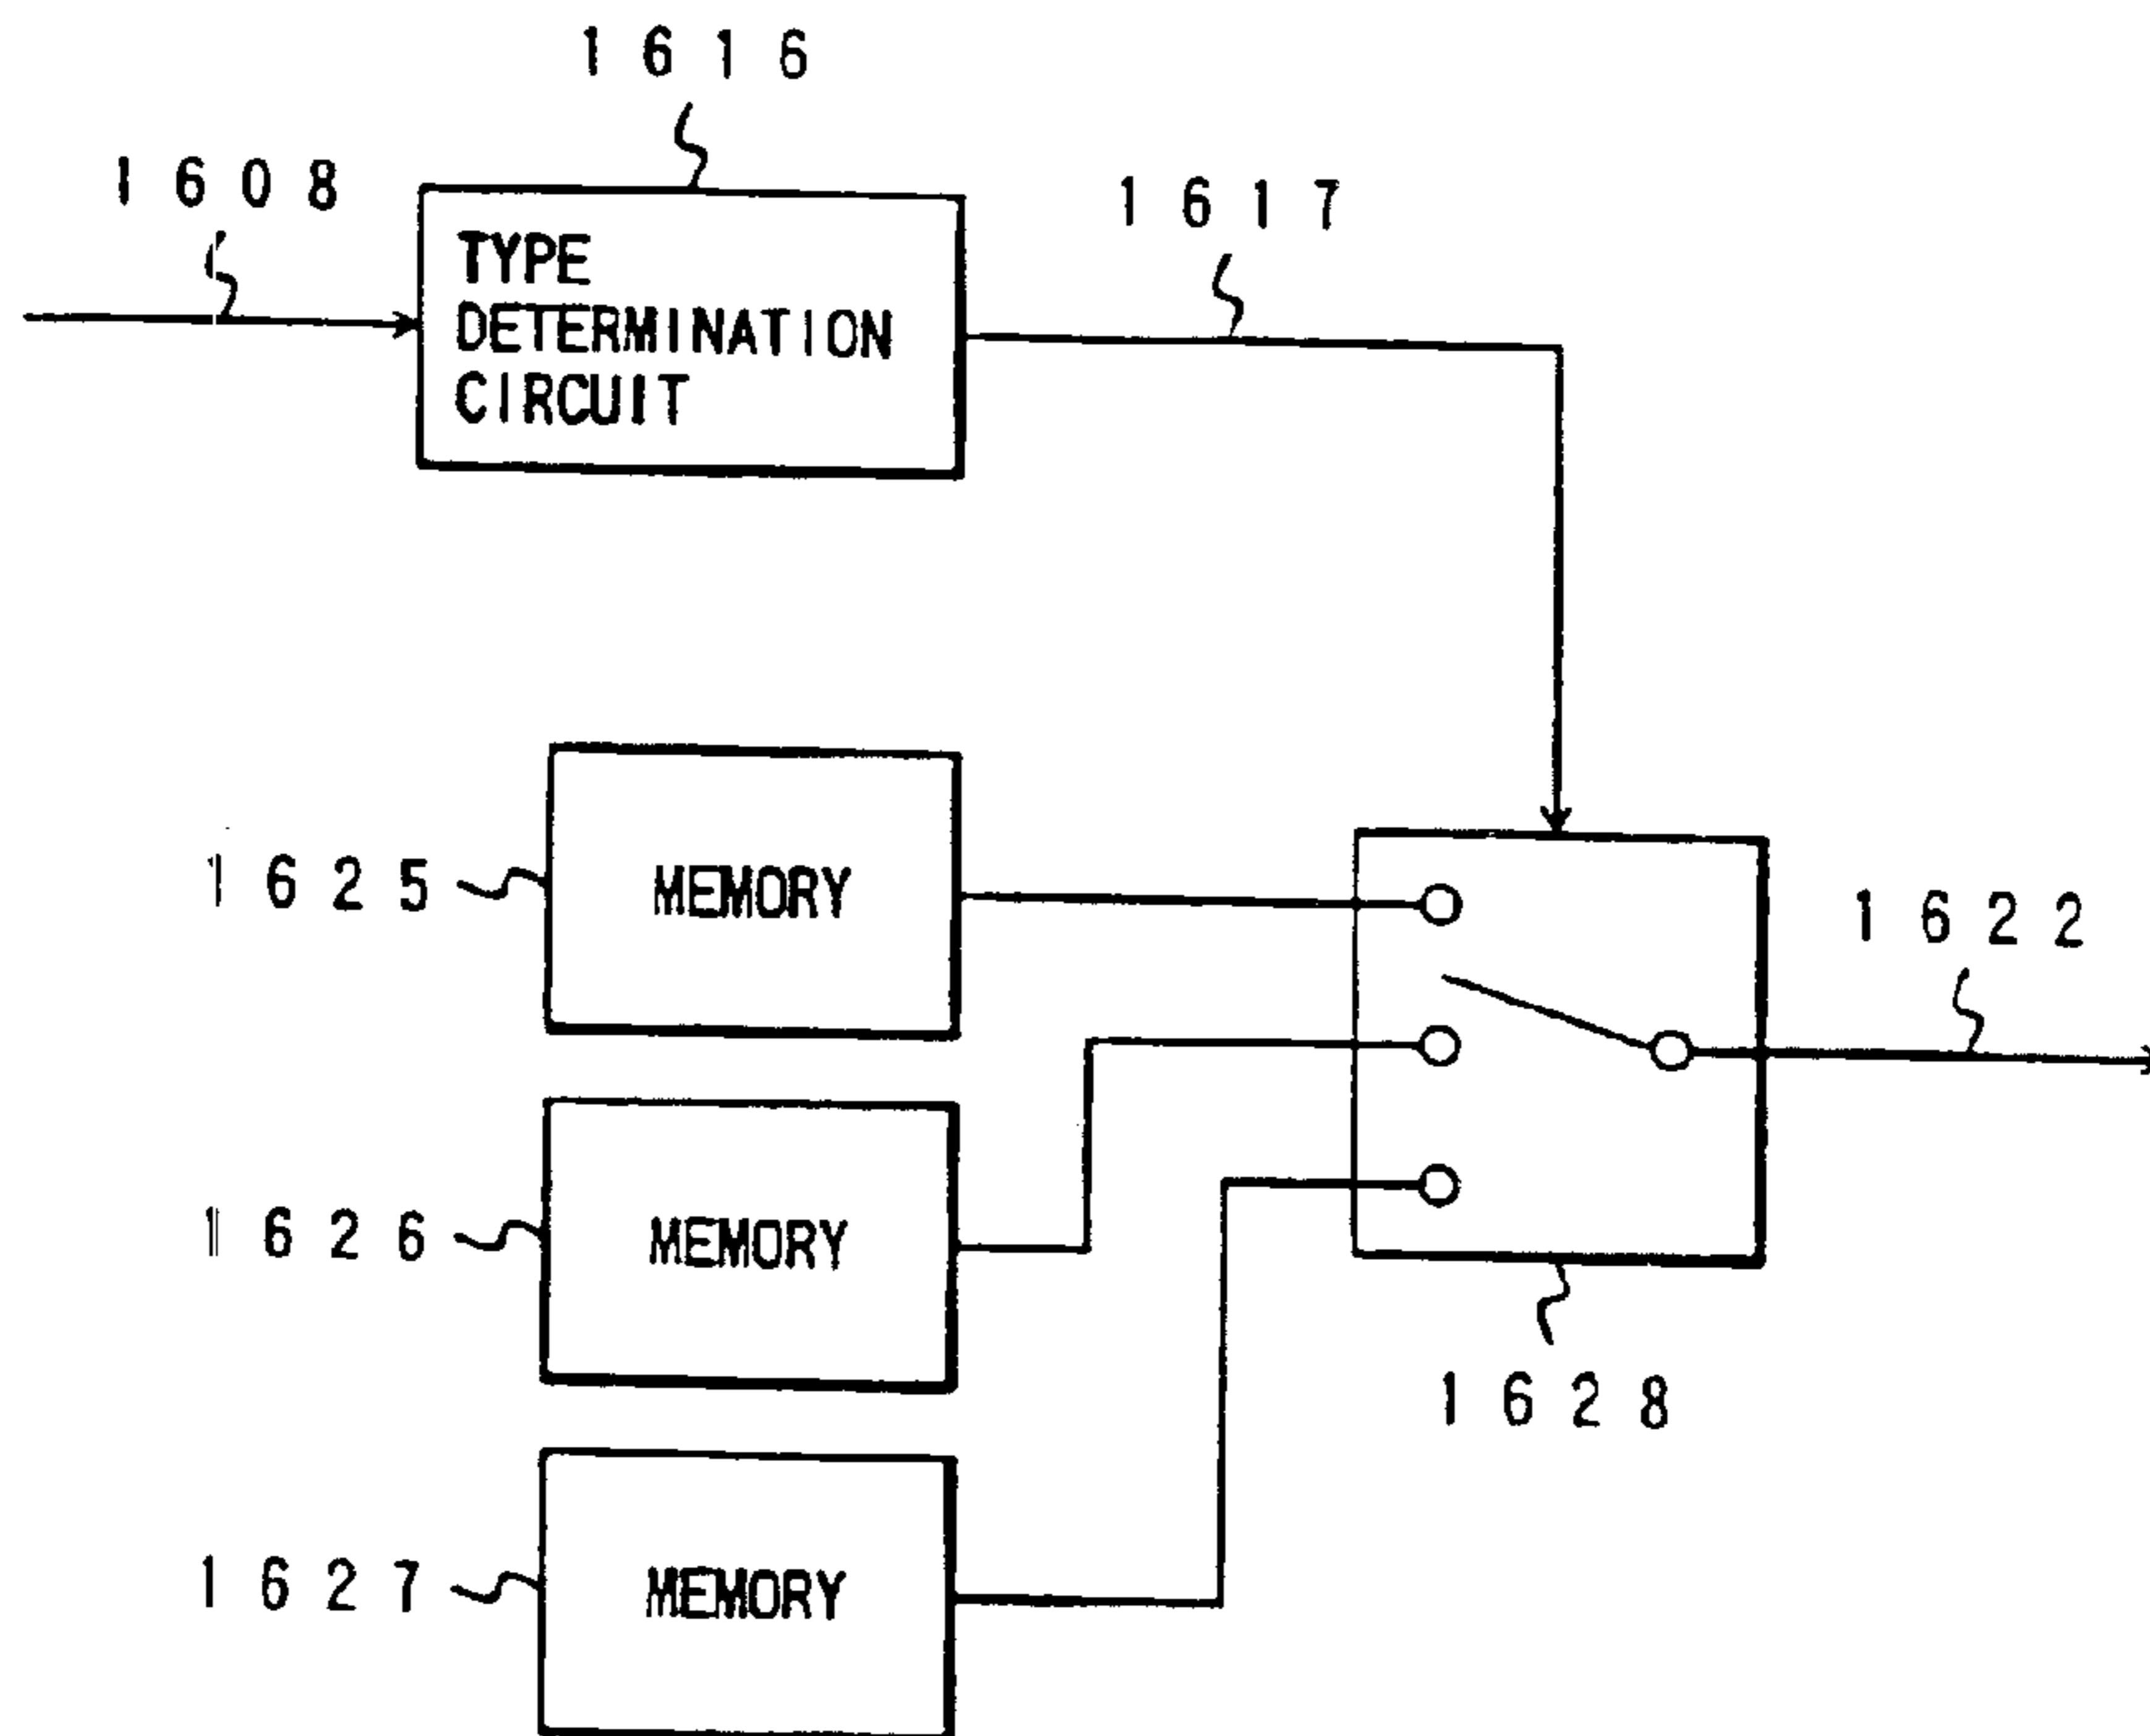 1616
1608
1617
TYPE
DETERMINATION
CIRCUIT
1625
MEMORY
1622
1626
MEMORY
1628
1627
MEMORY